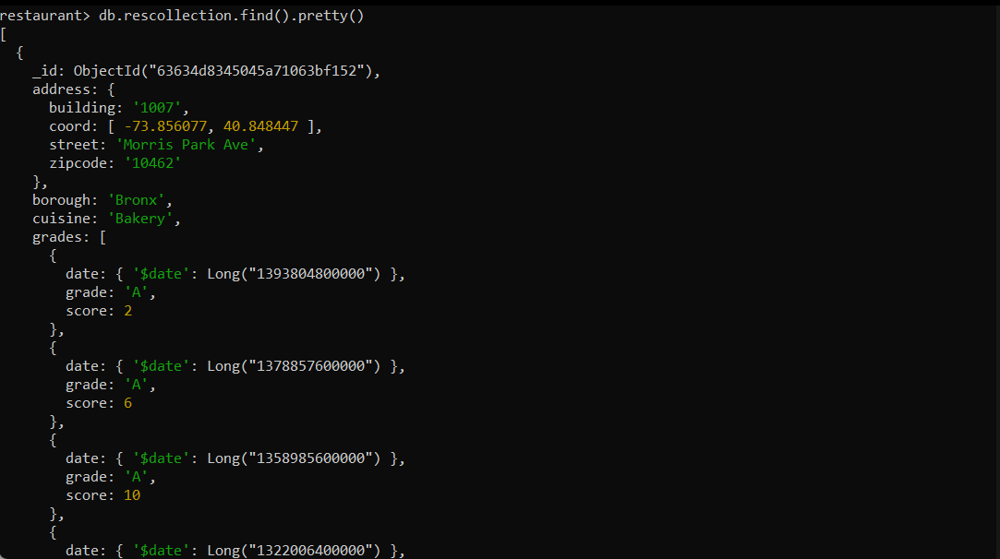 restaurant> db.rescollection.find().pretty()
[
  {
    _id: ObjectId("63634d8345045a71063bf152"),
    address: {
      building: '1007',
      coord: [ -73.856077, 40.848447 ],
      street: 'Morris Park Ave',
      zipcode: '10462'
    },
    borough: 'Bronx',
    cuisine: 'Bakery',
    grades: [
      {
        date: { '$date': Long("1393804800000") },
        grade: 'A',
        score: 2
      },
      {
        date: { '$date': Long("1378857600000") },
        grade: 'A',
        score: 6
      },
      {
        date: { '$date': Long("1358985600000") },
        grade: 'A',
        score: 10
      },
      {
        date: { '$date': Long("1322006400000") },